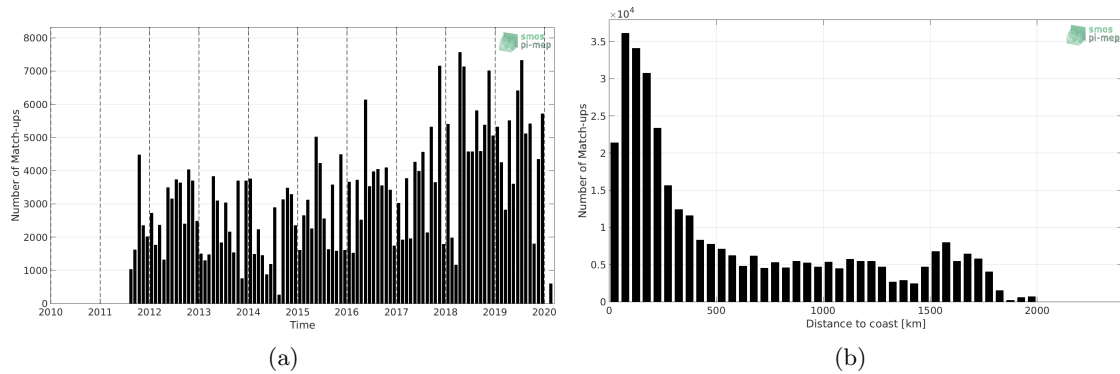 8000
7000
6000
5000
4000
3000
2000
1000
0
Number of Match-ups
2010 2011 2012 2013 2014 2015 2016 2017 2018 2019 2020
Time
smos
pi-mep
(a)
×10⁴
3.5
3
2.5
2
1.5
1
0.5
0
Number of Match-ups
0 500 1000 1500 2000
Distance to coast [km]
smos
pi-mep
(b)